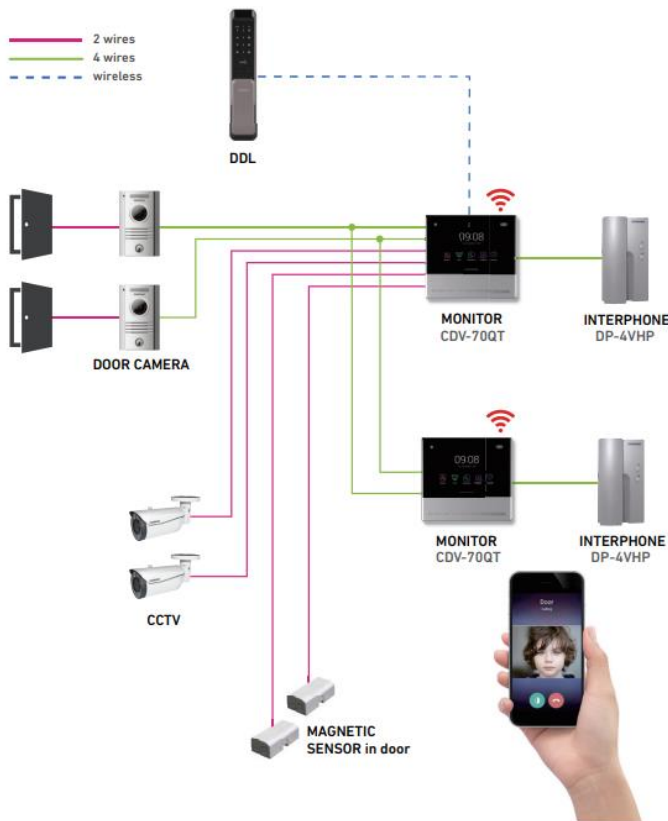 2 wires
4 wires
wireless
DDL
09:08
MONITOR
CDV-70QT
INTERPHONE
DP-4VHP
DOOR CAMERA
09:08
MONITOR
CDV-70QT
INTERPHONE
DP-4VHP
CCTV
Door
MAGNETIC
SENSOR in door